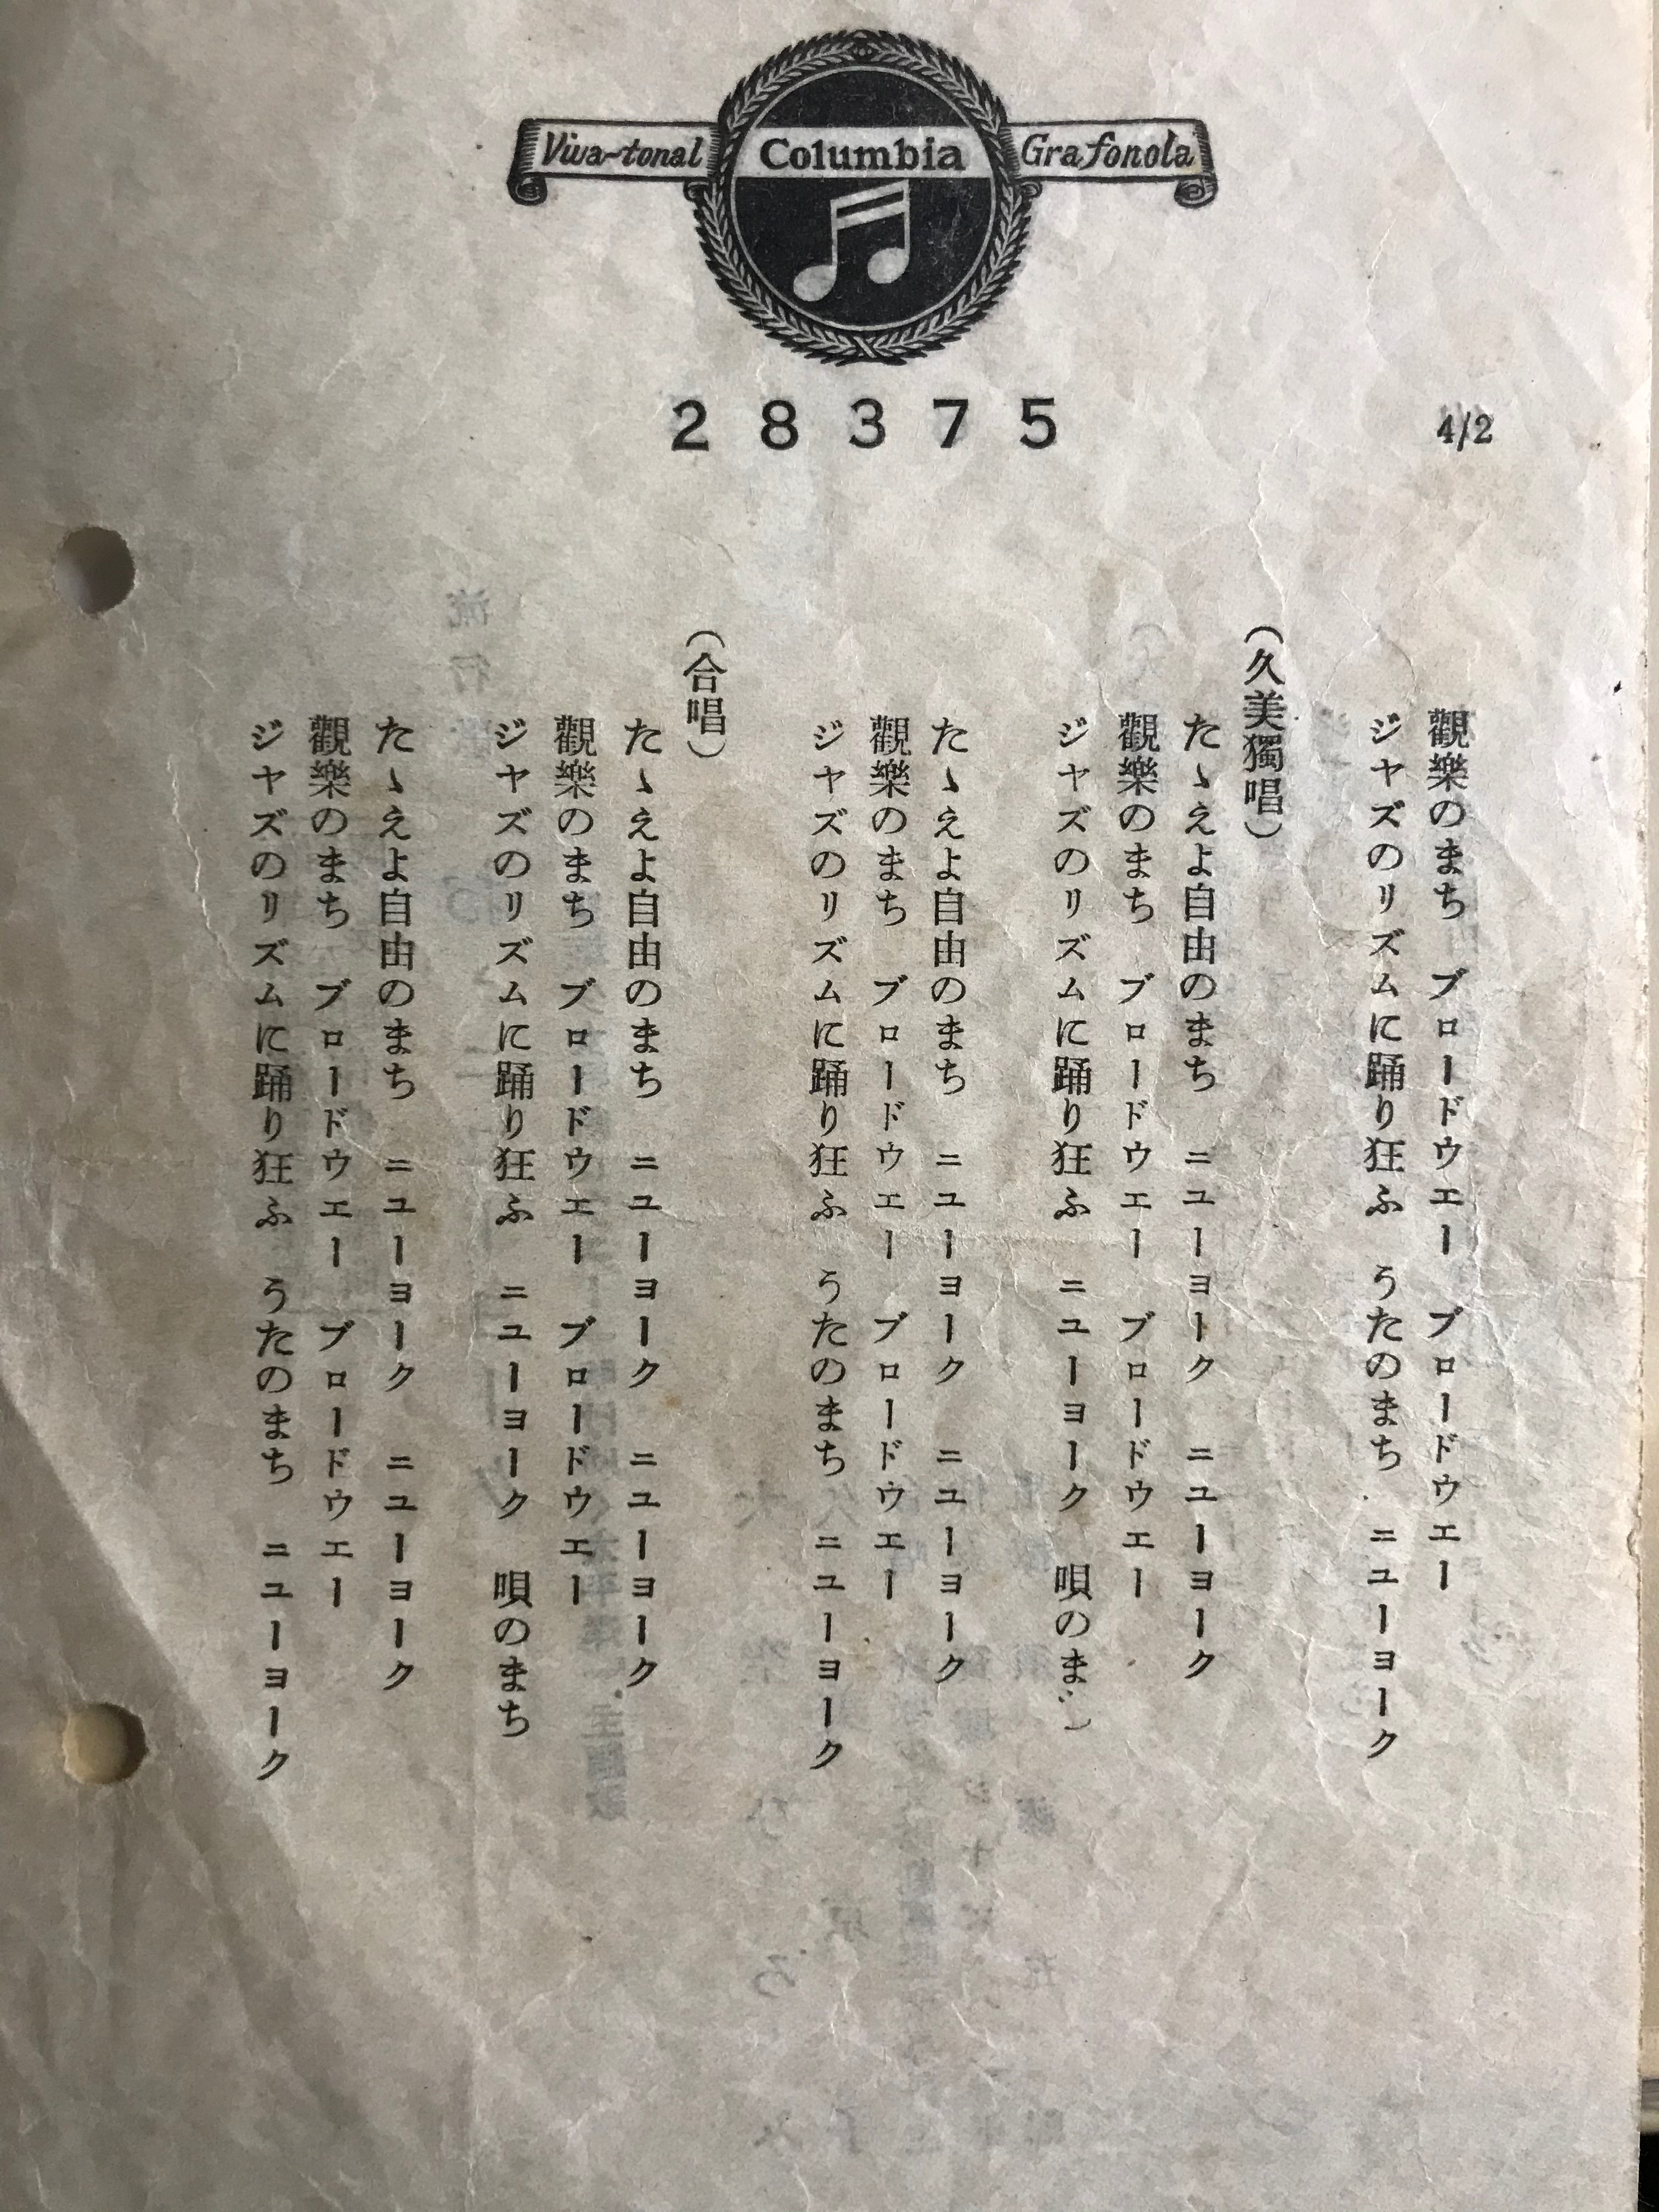 Viva-tonal Columbia Grafonola
28375
4/2
觀樂のまち　ブロードウエー　ブロードウエー
ジヤズのリズムに踊り狂ふ　うたのまち　ニユーヨーク
（久美獨唱）
たゝえよ自由のまち　ニユーヨーク　ニユーヨーク
觀樂のまち　ブロードウエー　ブロードウエー
ジヤズのリズムに踊り狂ふ　ニユーヨーク　唄のま
たゝえよ自由のまち　ニユーヨーク　ニユーヨーク
觀樂のまち　ブロードウエー　ブロードウエー
ジヤズのリズムに踊り狂ふ　うたのまち　ニユーヨーク
（合唱）
たゝえよ自由のまち　ニユーヨーク　ニユーヨーク
觀樂のまち　ブロードウエー　ブロードウエー
ジヤズのリズムに踊り狂ふ　ニユーヨーク　唄のまち
たゝえよ自由のまち　ニユーヨーク　ニユーヨーク
觀樂のまち　ブロードウエー　ブロードウエー
ジヤズのリズムに踊り狂ふ　うたのまち　ニユーヨーク